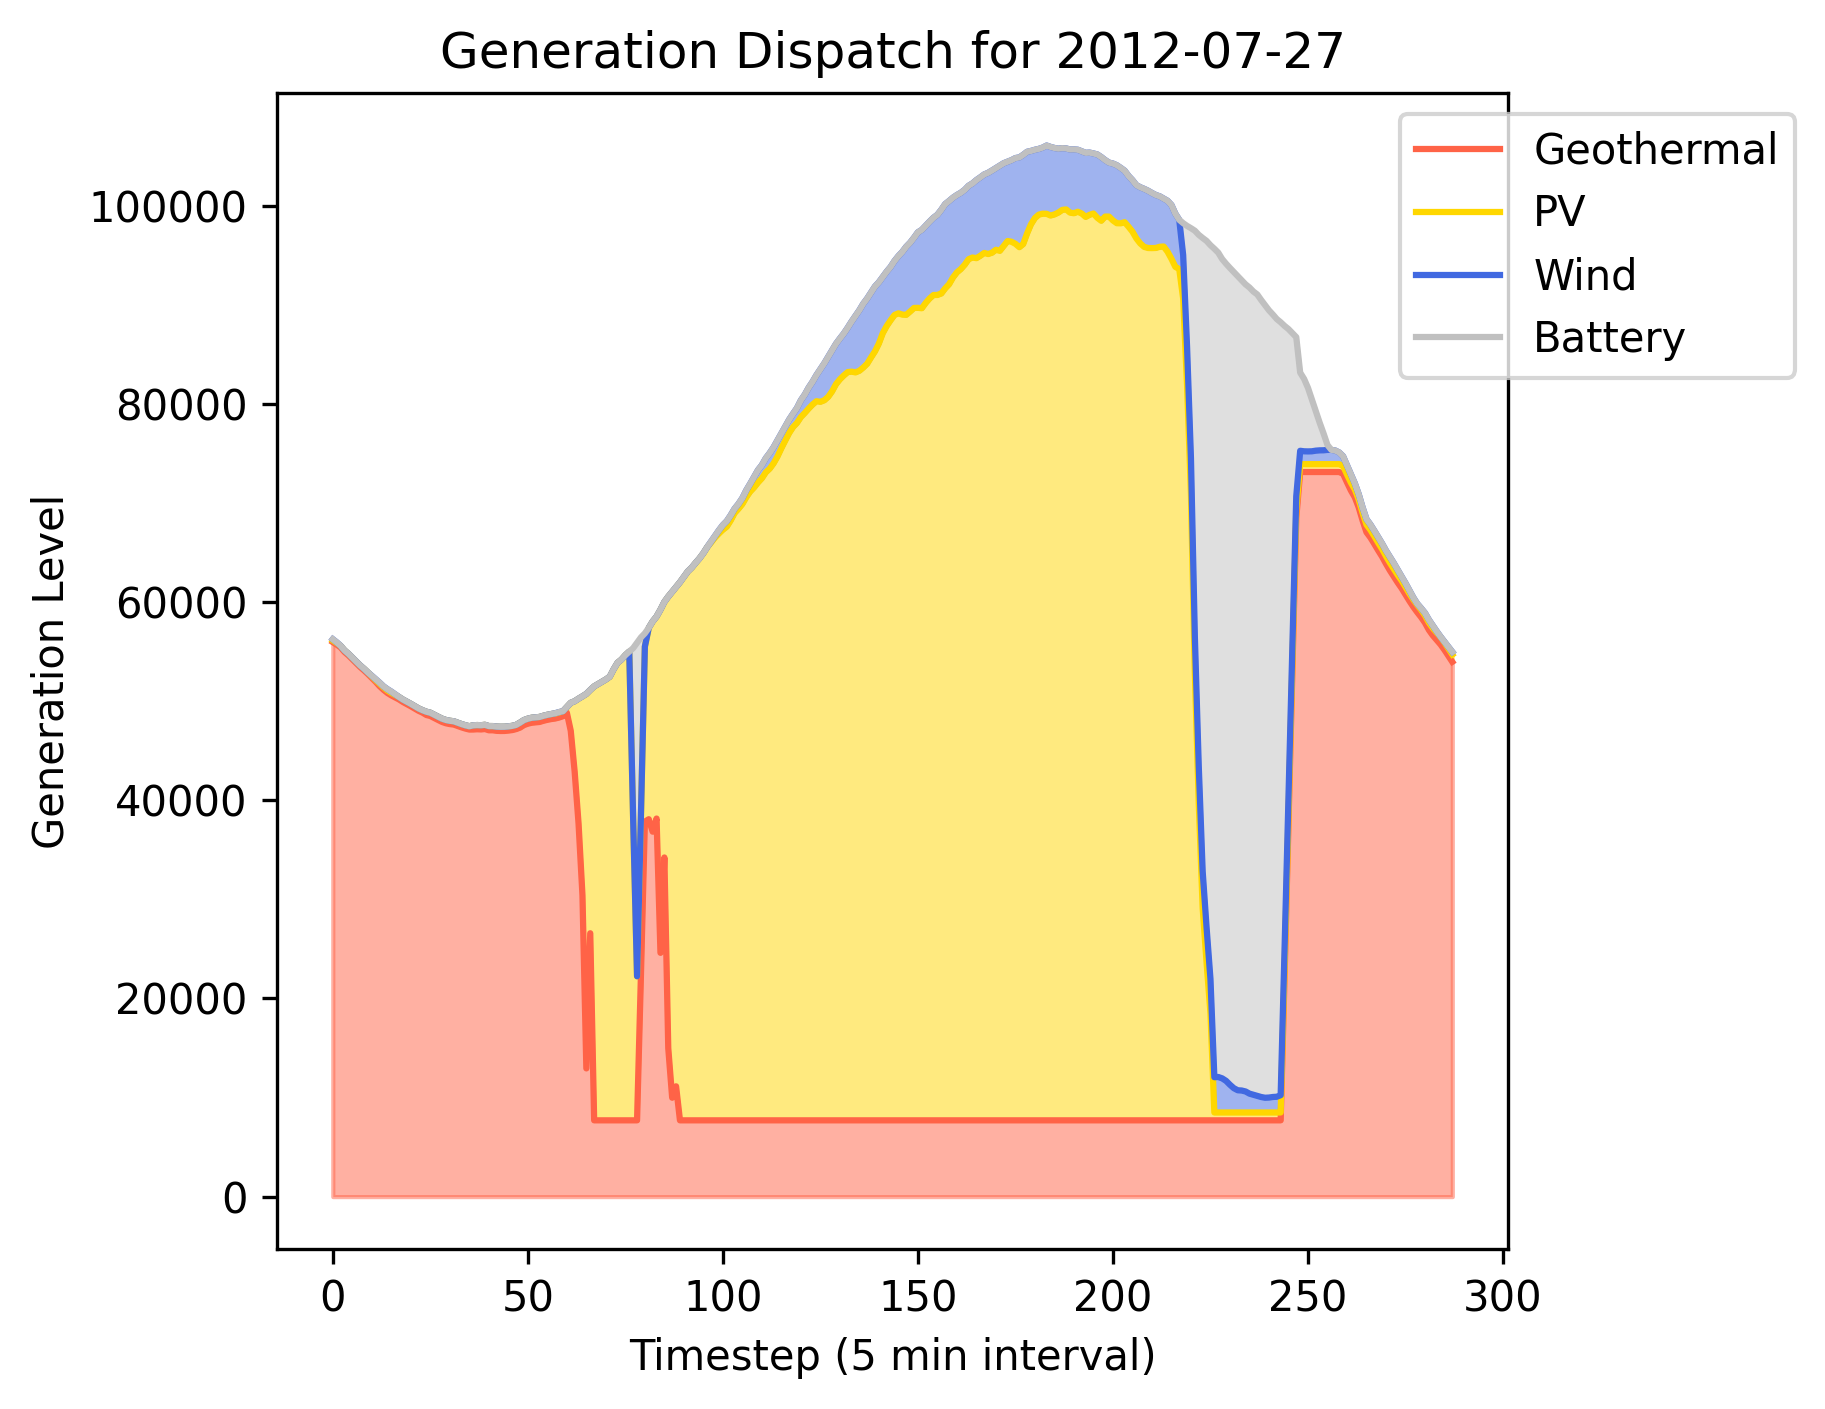 Generation Dispatch for 2012-07-27
Geothermal
PV
Wind
Battery
Generation Level
100000
80000
60000
40000
20000
0
0 50 100 150 200 250 300
Timestep (5 min interval)